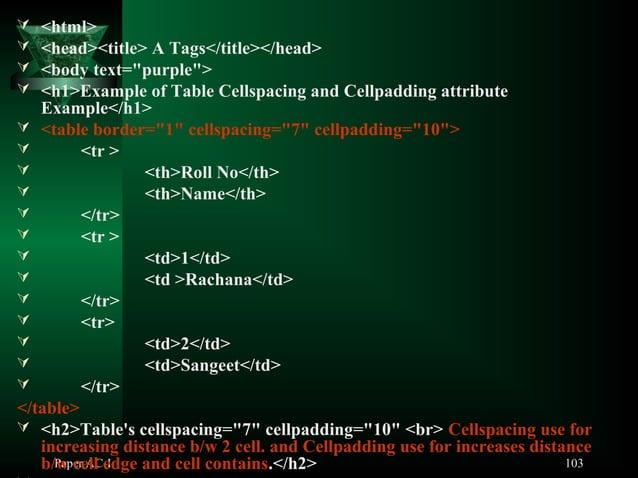 <html>
<head><title> A Tags</title></head>
<body text="purple">
<h1>Example of Table Cellspacing and Cellpadding attribute
Example</h1>
<table border="1" cellspacing="7" cellpadding="10">
<tr >
<th>Roll No</th>
<th>Name</th>
</tr>
<tr >
<td>1</td>
<td >Rachana</td>
</tr>
<tr>
<td>2</td>
<td>Sangeet</td>
</tr>
</table>
<h2>Table's cellspacing="7" cellpadding="10" <br> Cellspacing use for
increasing distance b/w 2 cell. and Cellpadding use for increases distance
b/w cell edge and cell contains.</h2>
103